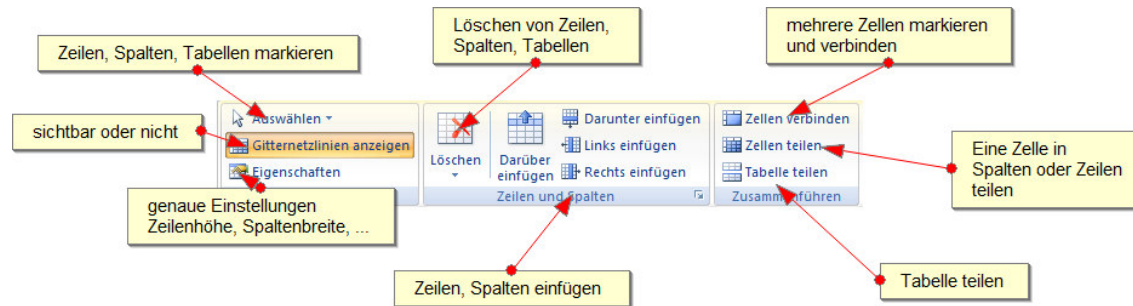 Löschen von Zeilen,
Spalten, Tabellen
mehrere Zellen markieren
und verbinden
Zeilen, Spalten, Tabellen markieren
sichtbar oder nicht
Auswählen
Gitternetzlinien anzeigen
Eigenschaften
Löschen
Darüber
einfügen
Darunter einfügen
Links einfügen
Rechts einfügen
Zeilen und Spalten
Zellen verbinden
Zellen teilen
Tabelle teilen
Zusammenführen
Eine Zelle in
Spalten oder Zeilen
teilen
genaue Einstellungen
Zeilenhöhe, Spaltenbreite, ...
Zeilen, Spalten einfügen
Tabelle teilen